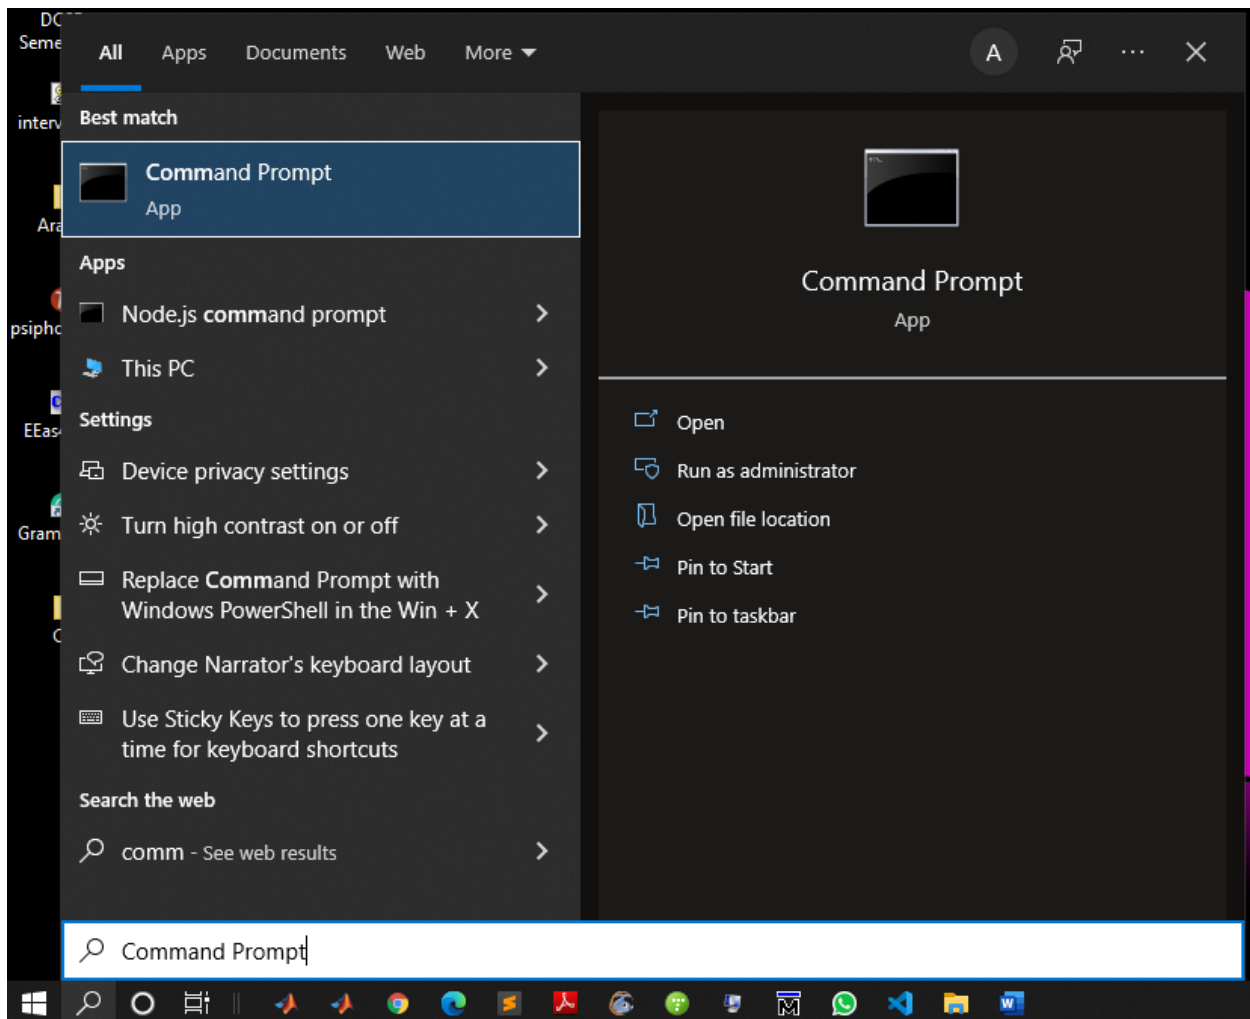 All Apps Documents Web More A
Best match
Command Prompt
App
Apps
Node.js command prompt
This PC
Settings
Device privacy settings
Turn high contrast on or off
Replace Command Prompt with
Windows PowerShell in the Win + X
Change Narrator's keyboard layout
Use Sticky Keys to press one key at a
time for keyboard shortcuts
Search the web
comm - See web results
Command Prompt
App
Open
Run as administrator
Open file location
Pin to Start
Pin to taskbar
Command Prompt